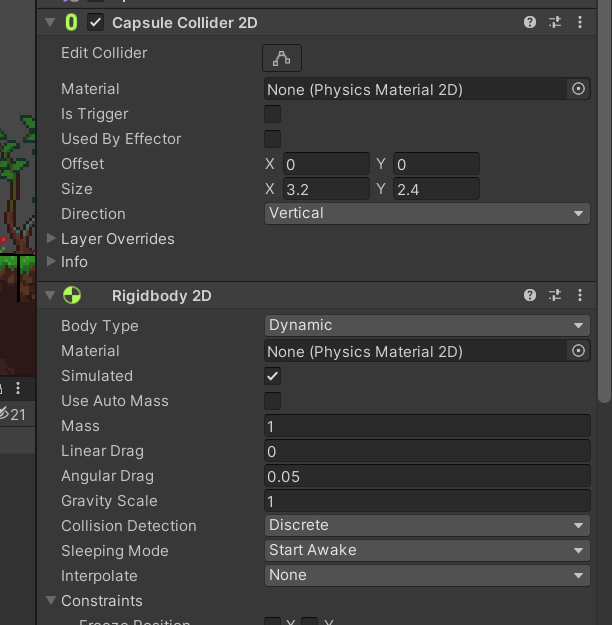 Capsule Collider 2D
Edit Collider
Material None (Physics Material 2D)
Is Trigger
Used By Effector
Offset X 0 Y 0
Size X 3.2 Y 2.4
Direction Vertical
Layer Overrides
Info
Rigidbody 2D
Body Type Dynamic
Material None (Physics Material 2D)
Simulated
Use Auto Mass
Mass 1
Linear Drag 0
21
Angular Drag 0.05
Gravity Scale 1
Collision Detection Discrete
Sleeping Mode Start Awake
Interpolate None
Constraints
Freeze Position X Y